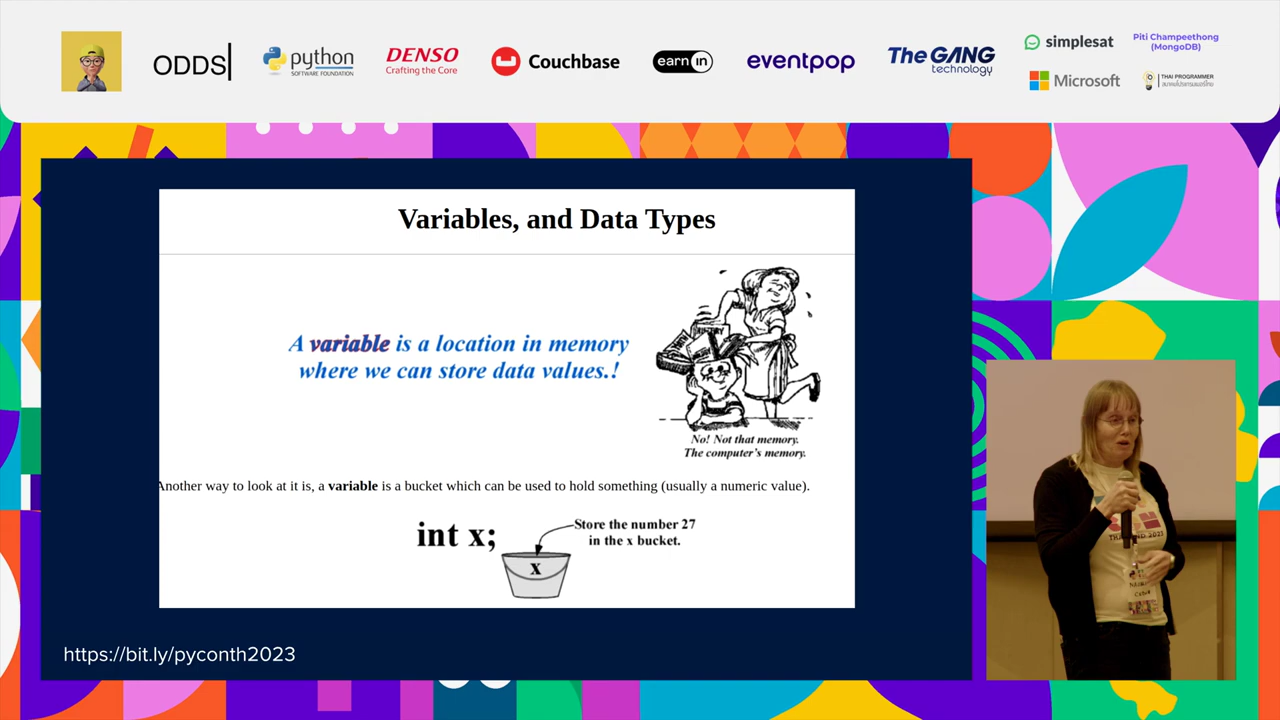 ODDS|
python
SOFTWARE FOUNDATION
DENSO
Crafting the Core
Couchbase
earn in
eventpop
The GANG
technology
simplesat
Piti Champeethong
(MongoDB)
Microsoft
THAI PROGRAMMER
สมาคมโปรแกรมเมอร์ไทย
Variables, and Data Types
A variable is a location in memory
where we can store data values.!
No! Not that memory.
The computer's memory.
Another way to look at it is, a variable is a bucket which can be used to hold something (usually a numeric value).
int x;
Store the number 27
in the x bucket.
x
https://bit.ly/pyconth2023